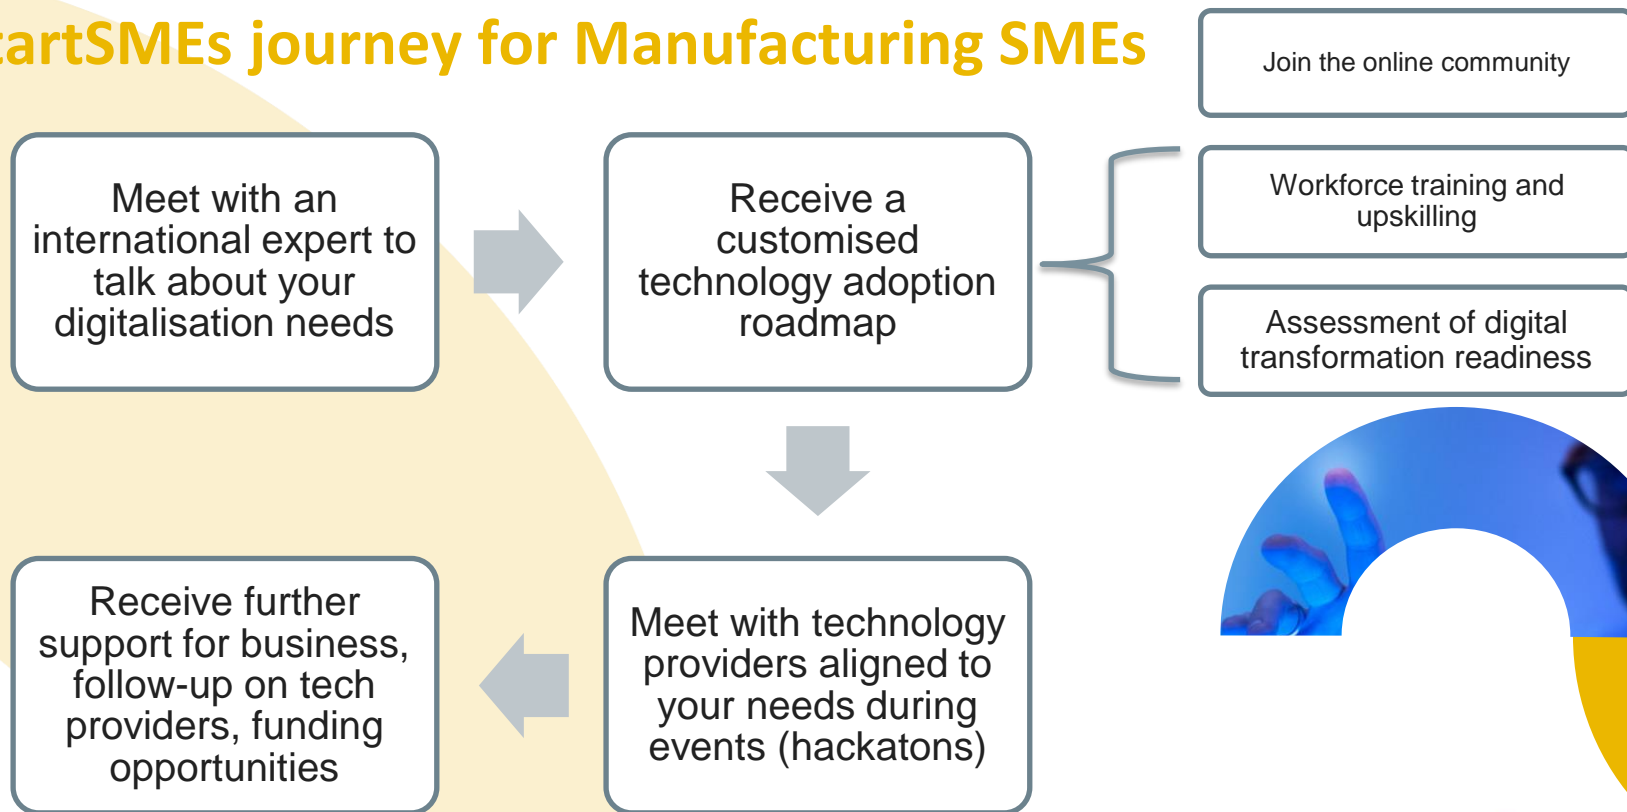 tartSMEs journey for Manufacturing SMEs
Join the online community
Meet with an
international expert to
talk about your
digitalisation needs
Receive a
customised
technology adoption
roadmap
Workforce training and
upskilling
Assessment of digital
transformation readiness
Receive further
support for business,
follow-up on tech
providers, funding
opportunities
Meet with technology
providers aligned to
your needs during
events (hackatons)